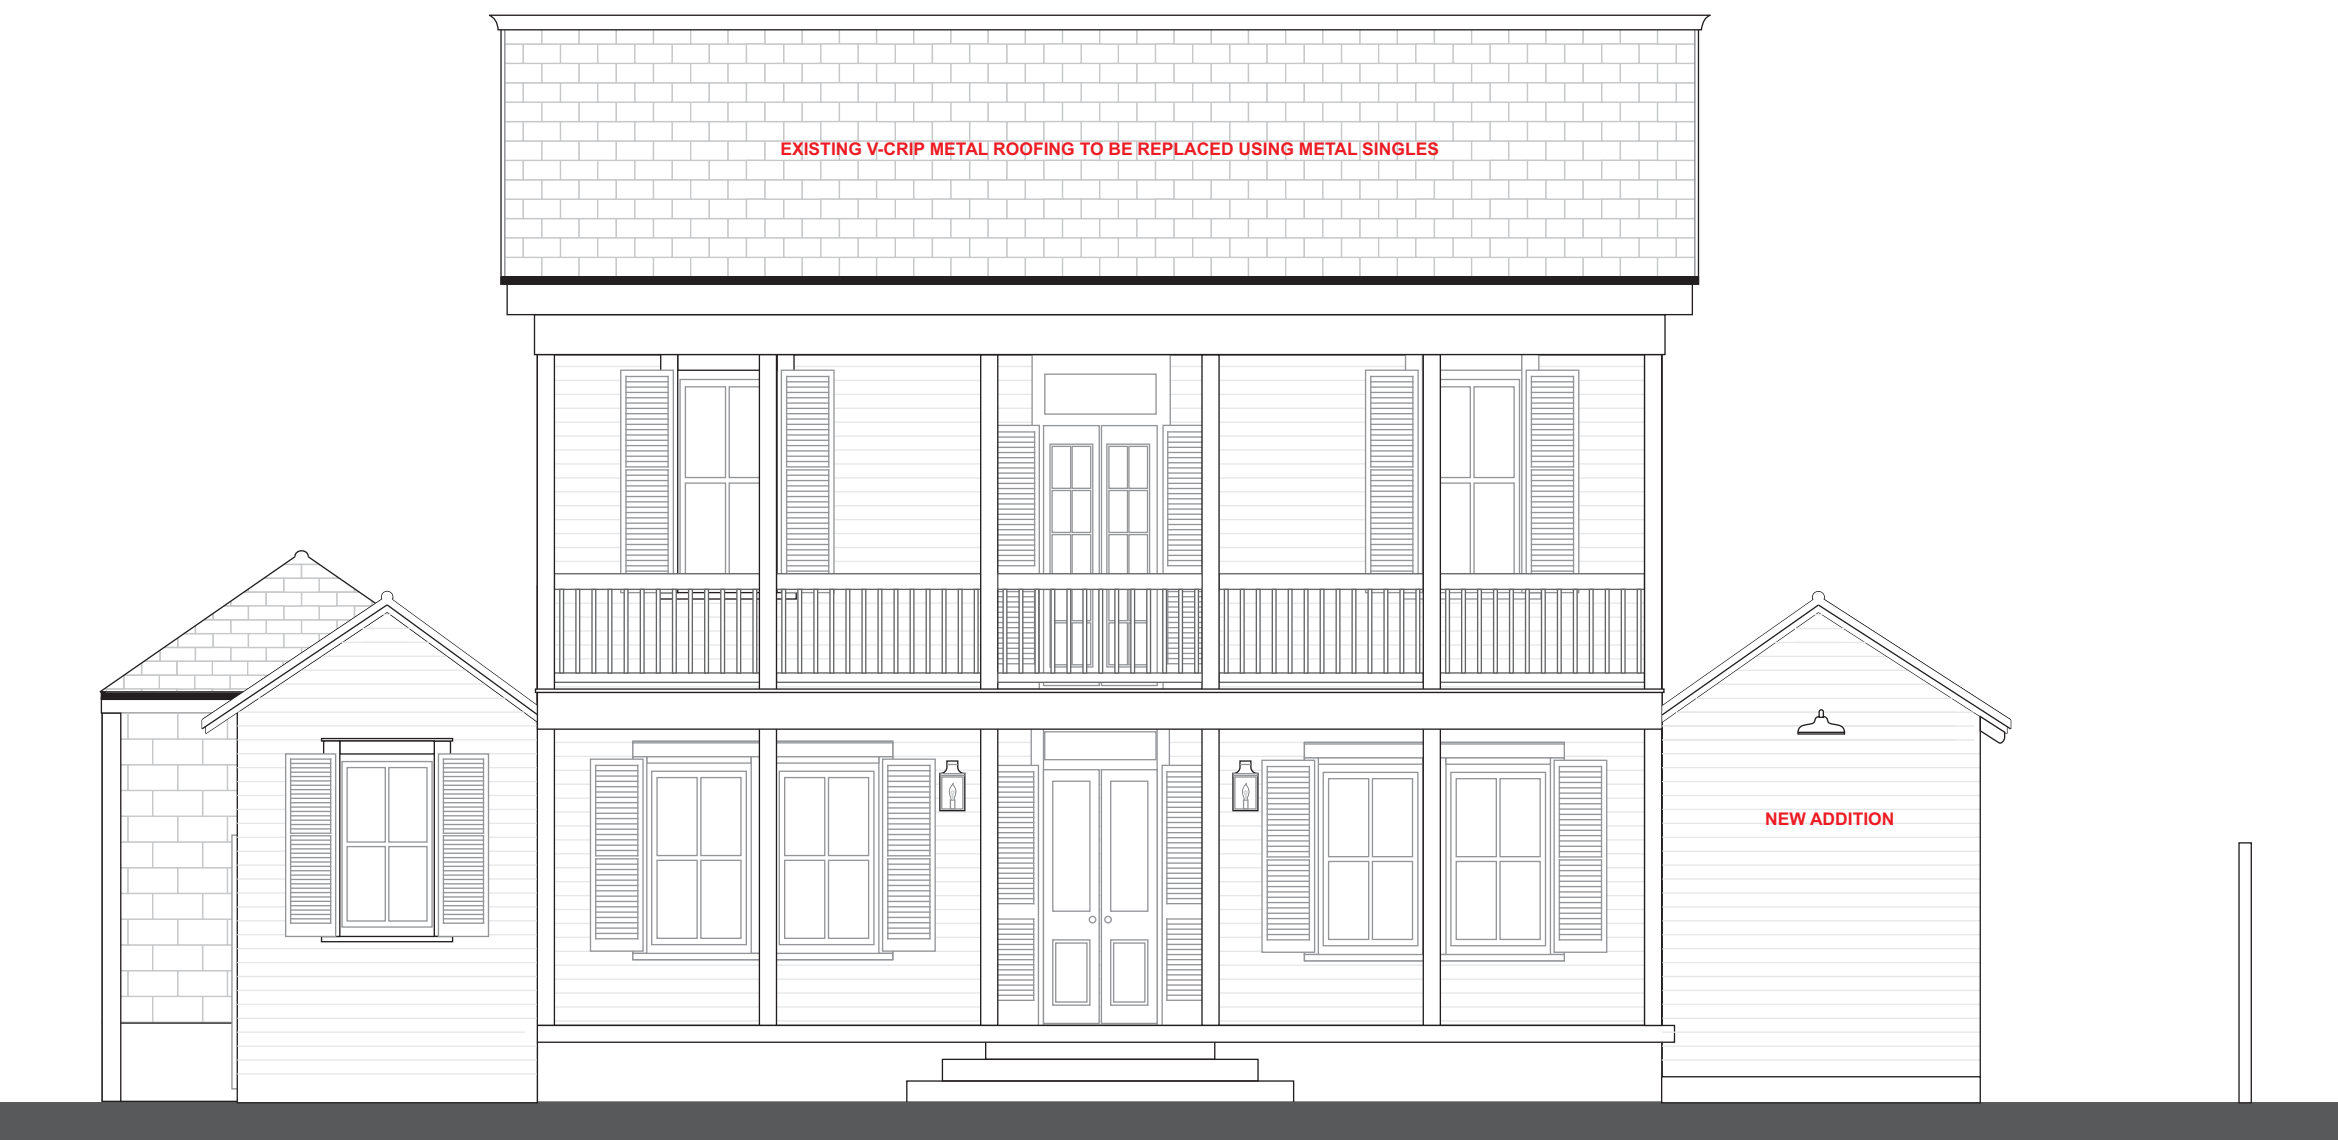 EXISTING V-CRIP METAL ROOFING TO BE REPLACED USING METAL SINGLES
NEW ADDITION